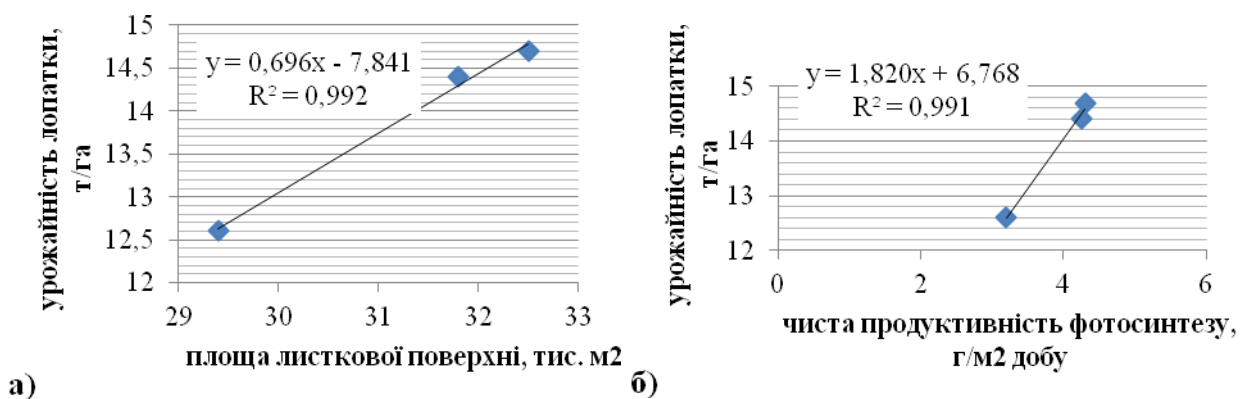 урожайність лопатки,
т/га
15
14,5
14
13,5
13
12,5
12
y = 0,696x - 7,841
R² = 0,992
29
30
31
32
33
площа листкової поверхні, тис. м2
а)
урожайність лопатки,
т/га
15
14
13
12
y = 1,820x + 6,768
R² = 0,991
0
2
4
6
чиста продуктивність фотосинтезу,
г/м2 добу
б)